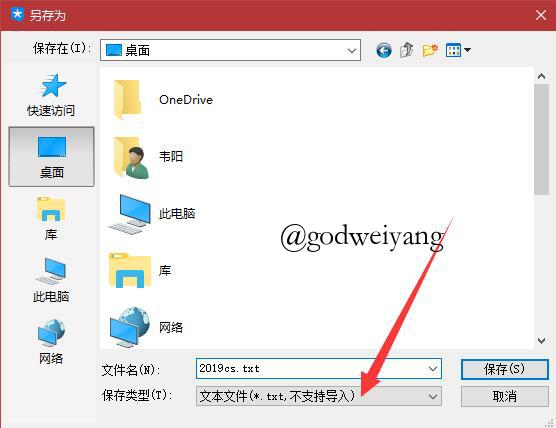 另存为
保存在(I):
桌面
快速访问
桌面
库
此电脑
网络
OneDrive
韦阳
此电脑
库
网络
@godweiyang
文件名(N):
2019cs.txt
保存(S)
保存类型(T):
文本文件(*.txt,不支持导入)
取消